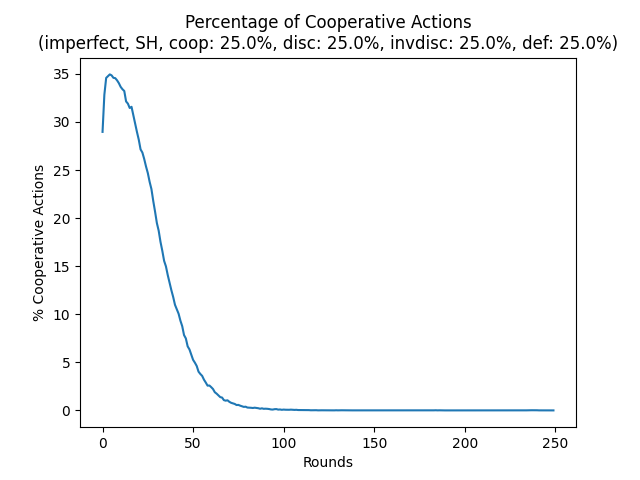 Percentage of Cooperative Actions
(imperfect, SH, coop: 25.0%, disc: 25.0%, invdisc: 25.0%, def: 25.0%)
35
30
25
20
15
10
5
0
% Cooperative Actions
0 50 100 150 200 250
Rounds